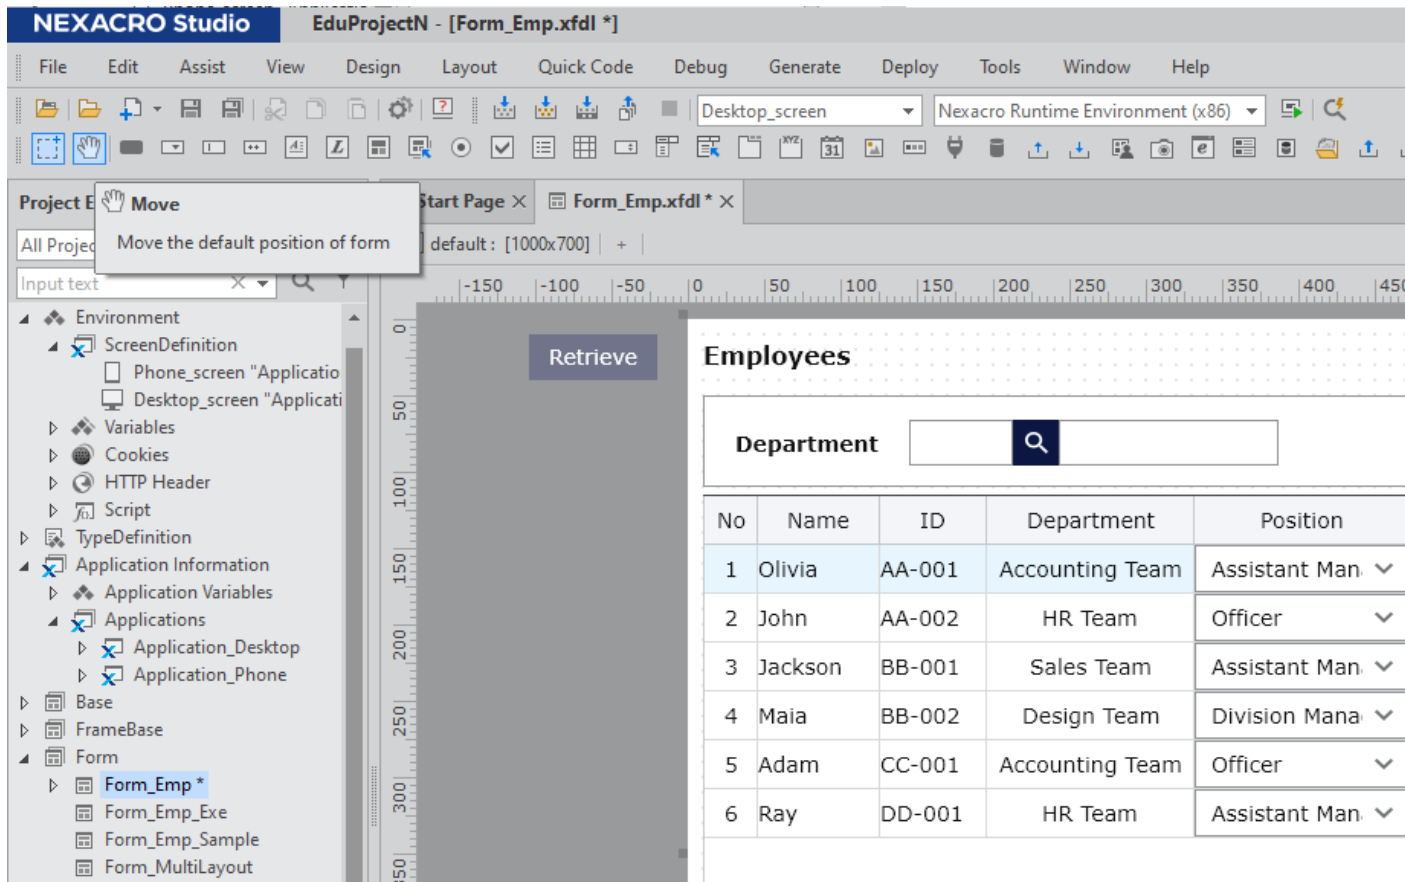 NEXACRO Studio EduProjectN - [Form_Emp.xfdl *]
File Edit Assist View Design Layout Quick Code Debug Generate Deploy Tools Window Help
Desktop_screen Nexacro Runtime Environment (x86)
Project E Move Start Page Form_Emp.xfdl *
All Projec Move the default position of form default : [1000x700] +
Input text
-150 -100 -50 0 50 100 150 200 250 300 350 400 450
Environment
ScreenDefinition
Phone_screen "Applicatio
Desktop_screen "Applicati
Variables
Cookies
HTTP Header
Script
TypeDefinition
Application Information
Application Variables
Applications
Application_Desktop
Application_Phone
Base
FrameBase
Form
Form_Emp *
Form_Emp_Exe
Form_Emp_Sample
Form_MultiLayout
0
50
100
150
200
250
300
350
Retrieve
Employees
Department
No Name ID Department Position
1 Olivia AA-001 Accounting Team Assistant Man
2 John AA-002 HR Team Officer
3 Jackson BB-001 Sales Team Assistant Man
4 Maia BB-002 Design Team Division Mana
5 Adam CC-001 Accounting Team Officer
6 Ray DD-001 HR Team Assistant Man